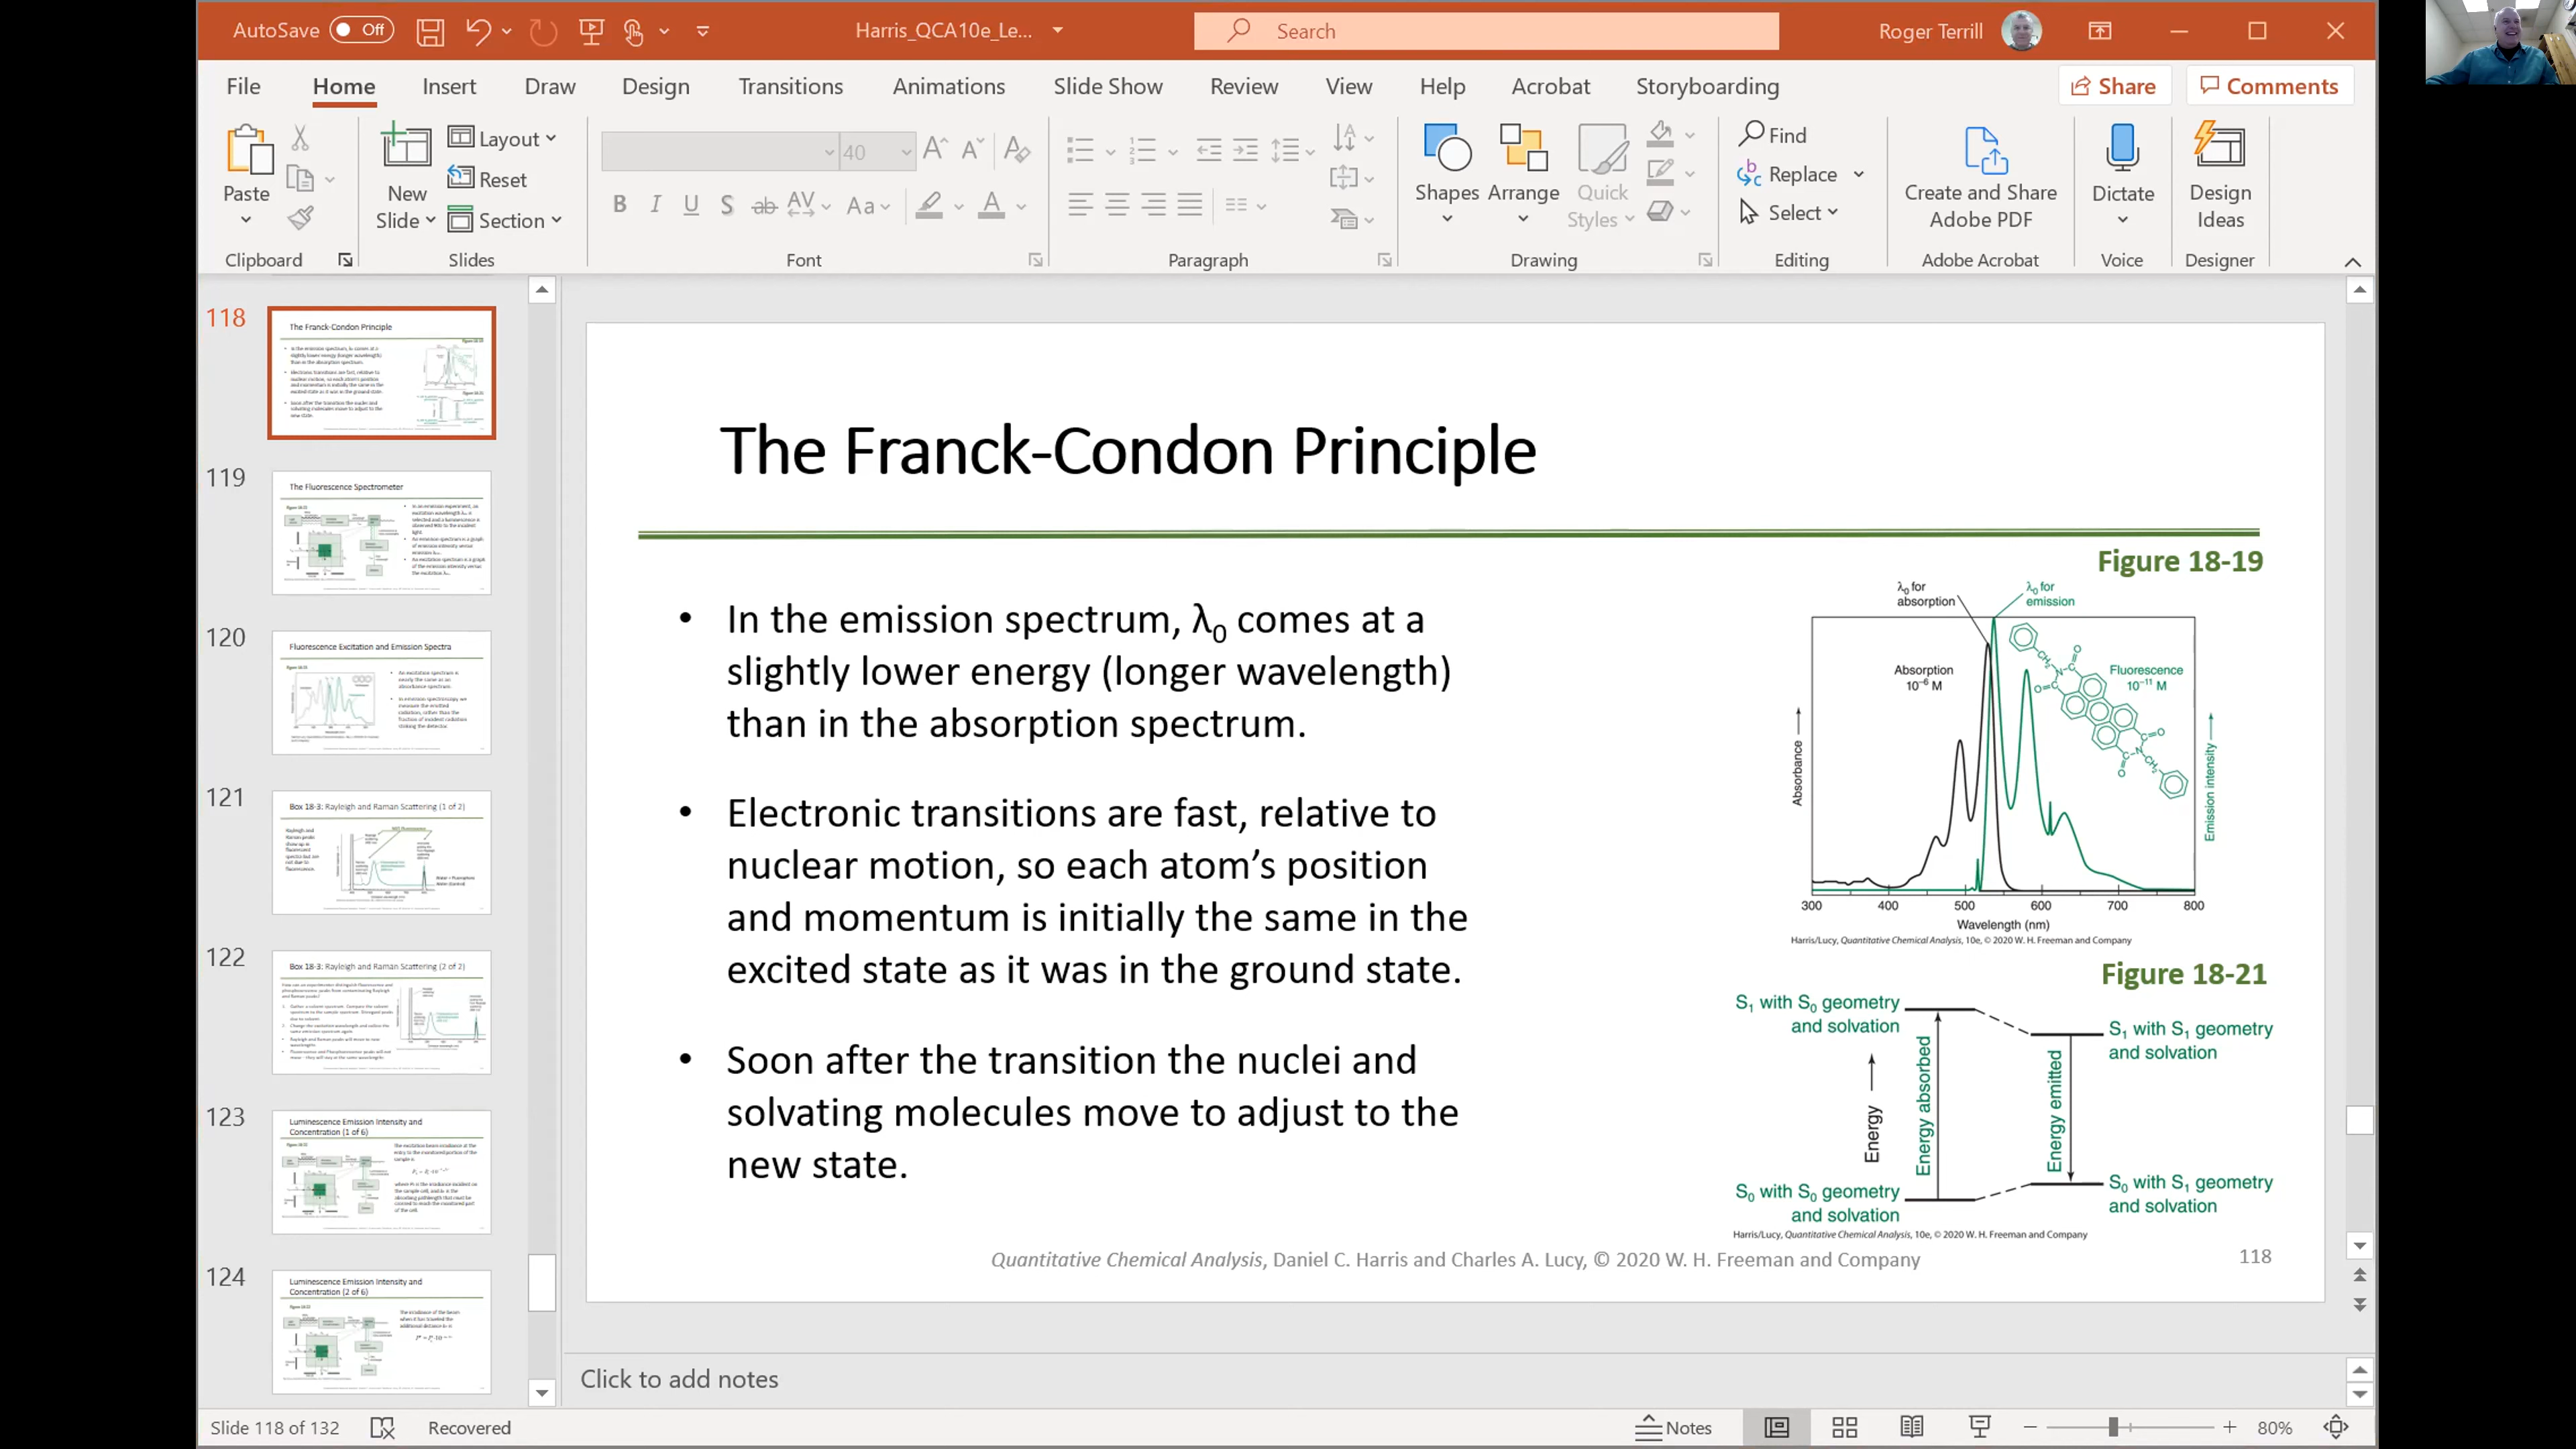 AutoSave Off
Harris_QCA10e_Le...
Search
Roger Terrill
File Home Insert Draw Design Transitions Animations Slide Show Review View Help Acrobat Storyboarding
Share Comments
Paste
New
Slide
Layout
Reset
Section
40
B I U S ab AV Aa A
Shapes Arrange Quick
Styles
Find
Replace
Select
Create and Share
Adobe PDF
Dictate
Design
Ideas
Clipboard Slides Font Paragraph Drawing Editing Adobe Acrobat Voice Designer
118
The Franck-Condon Principle
119
The Fluorescence Spectrometer
120
Fluorescence Excitation and Emission Spectra
121
Box 18-3: Rayleigh and Raman Scattering (1 of 2)
122
Box 18-3: Rayleigh and Raman Scattering (2 of 2)
123
Luminescence Emission Intensity and
Concentration (1 of 6)
124
Luminescence Emission Intensity and
Concentration (2 of 6)
The Franck-Condon Principle
• In the emission spectrum, λ₀ comes at a
slightly lower energy (longer wavelength)
than in the absorption spectrum.
• Electronic transitions are fast, relative to
nuclear motion, so each atom’s position
and momentum is initially the same in the
excited state as it was in the ground state.
• Soon after the transition the nuclei and
solvating molecules move to adjust to the
new state.
Figure 18-19
λ₀ for
absorption
λ₀ for
emission
Absorption
10⁻⁶ M
Fluorescence
10⁻¹¹ M
Absorbance
Emission intensity
300 400 500 600 700 800
Wavelength (nm)
Harris/Lucy, Quantitative Chemical Analysis, 10e, © 2020 W. H. Freeman and Company
Figure 18-21
S₁ with S₀ geometry
and solvation
S₁ with S₁ geometry
and solvation
Energy
Energy absorbed
Energy emitted
S₀ with S₀ geometry
and solvation
S₀ with S₁ geometry
and solvation
Harris/Lucy, Quantitative Chemical Analysis, 10e, © 2020 W. H. Freeman and Company
Quantitative Chemical Analysis, Daniel C. Harris and Charles A. Lucy, © 2020 W. H. Freeman and Company
118
Click to add notes
Slide 118 of 132
Recovered
Notes
80%